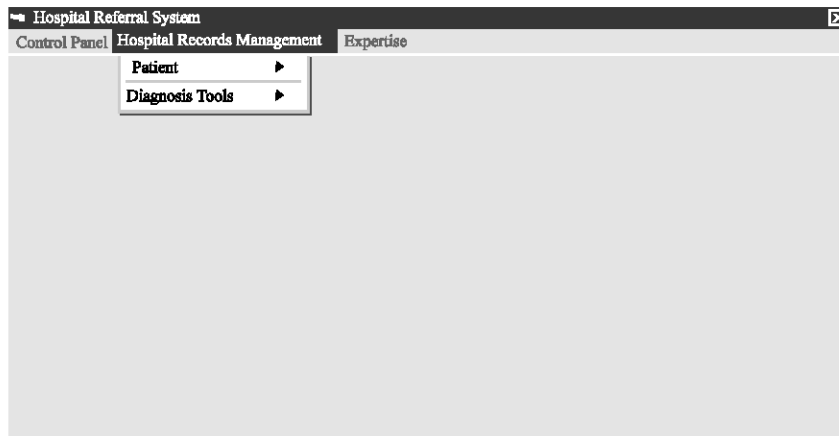 Hospital Referral System
Control Panel Hospital Records Management Expertise
Patient
Diagnosis Tools